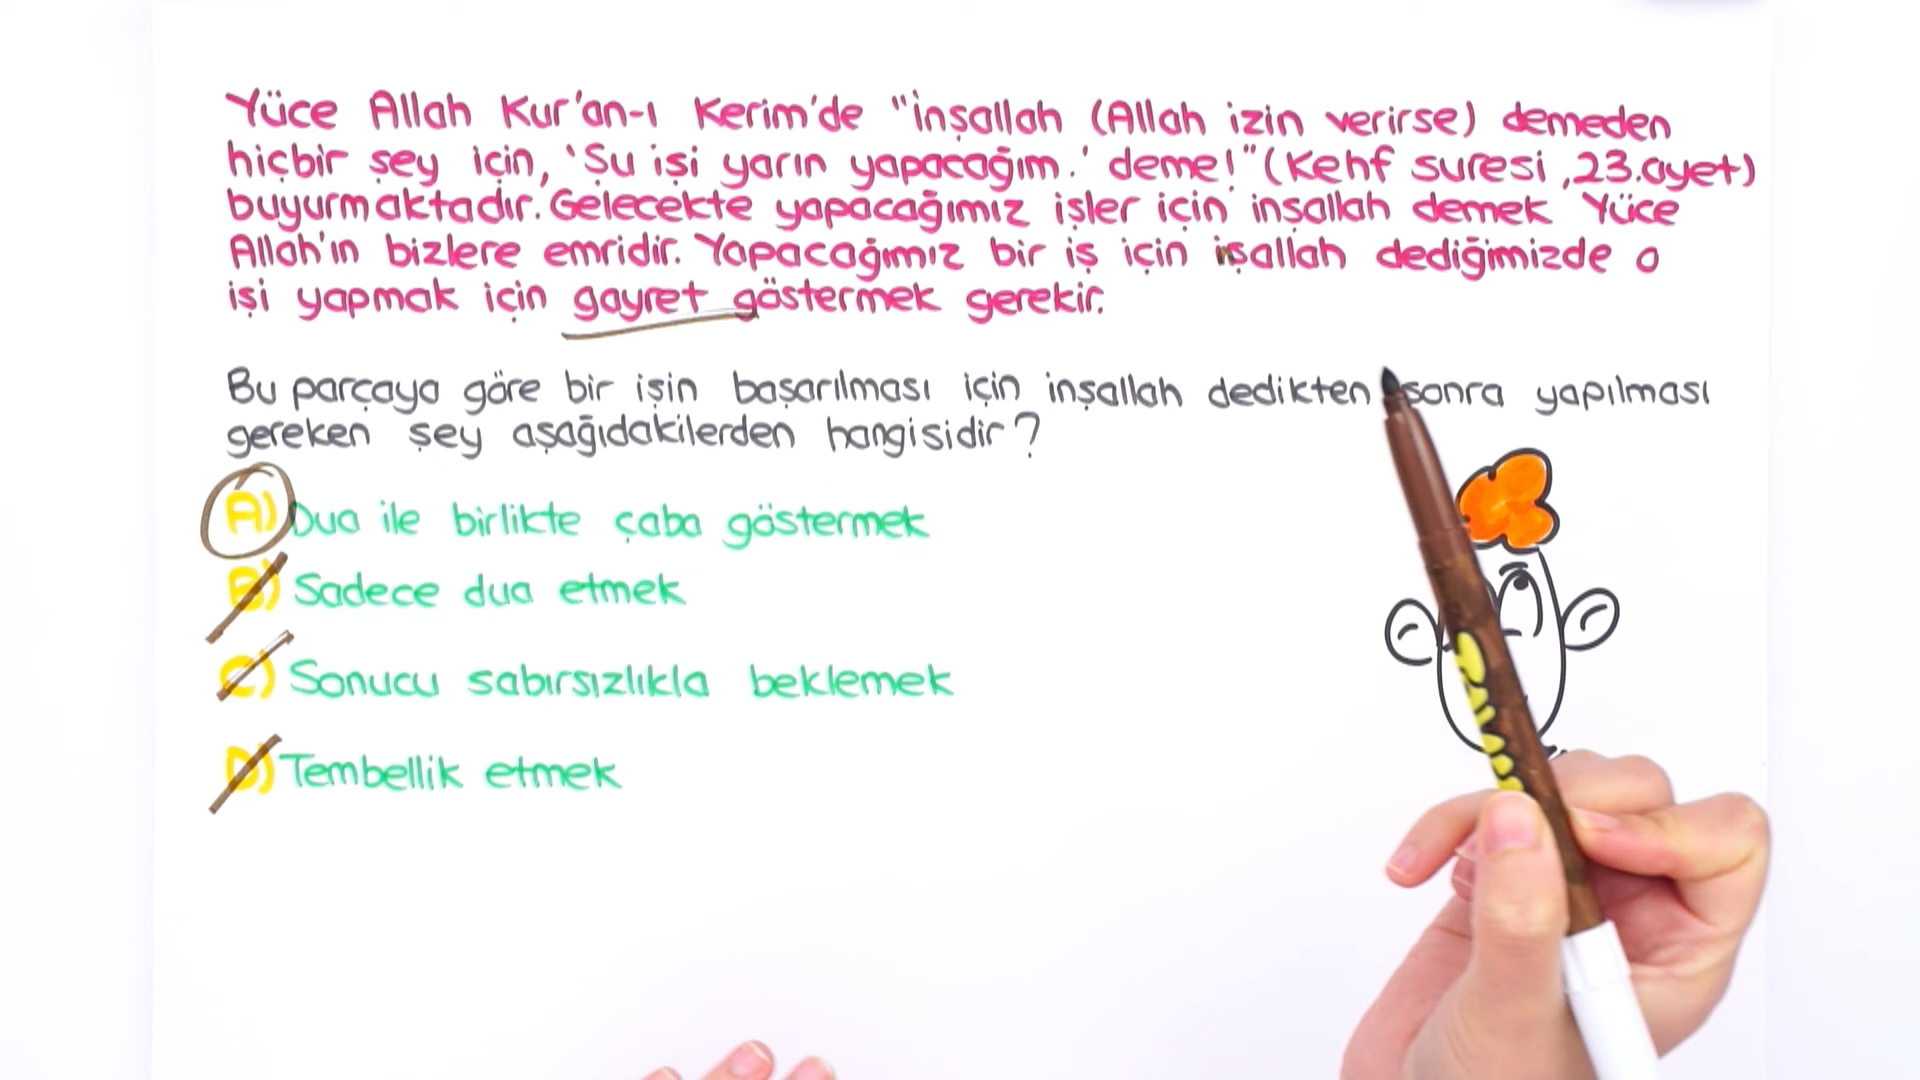 Yüce Allah Kur'an-ı Kerim'de "İnşallah (Allah izin verirse) demeden
hiçbir şey için, 'Şu işi yarın yapacağım.' deme!" (Kehf suresi ,23.ayet)
buyurmaktadır. Gelecekte yapacağımız işler için inşallah demek Yüce
Allah'ın bizlere emridir. Yapacağımız bir iş için işallah dediğimizde o
işi yapmak için gayret göstermek gerekir.
Bu parçaya göre bir işin başarılması için inşallah dedikten sonra yapılması
gereken şey aşağıdakilerden hangisidir?
A) Dua ile birlikte çaba göstermek
B) Sadece dua etmek
C) Sonucu sabırsızlıkla beklemek
D) Tembellik etmek